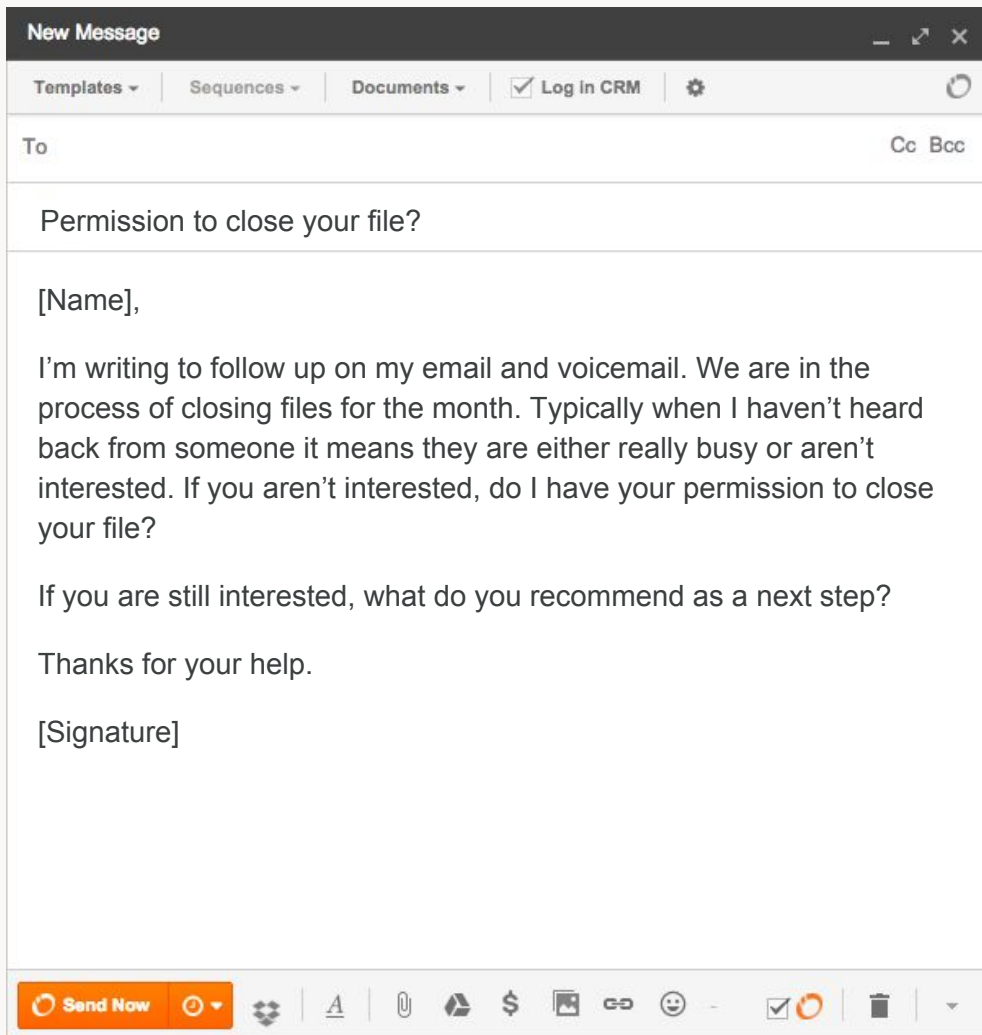 New Message
Templates Sequences Documents Log in CRM
To Cc Bcc
Permission to close your file?
[Name],
I’m writing to follow up on my email and voicemail. We are in the
process of closing files for the month. Typically when I haven’t heard
back from someone it means they are either really busy or aren’t
interested. If you aren’t interested, do I have your permission to close
your file?
If you are still interested, what do you recommend as a next step?
Thanks for your help.
[Signature]
Send Now A $